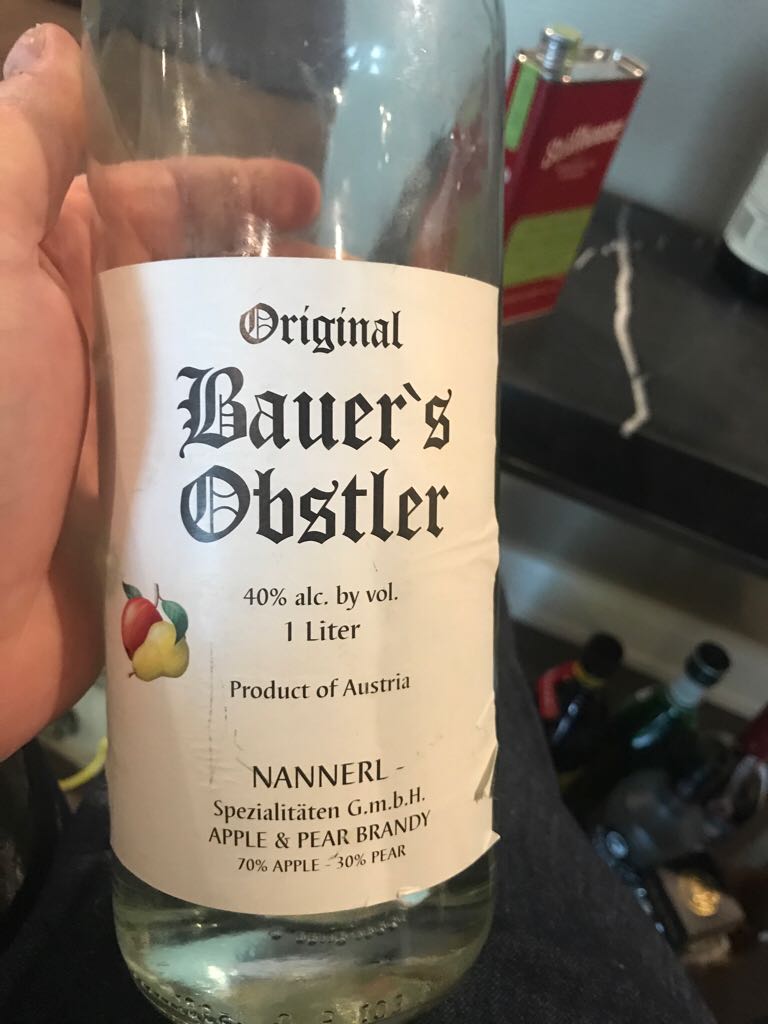 Original
Bauer`s
Obstler
40% alc. by vol.
1 Liter
Product of Austria
NANNERL -
Spezialitäten G.m.b.H.
APPLE & PEAR BRANDY
70% APPLE - 30% PEAR
Stillhouse